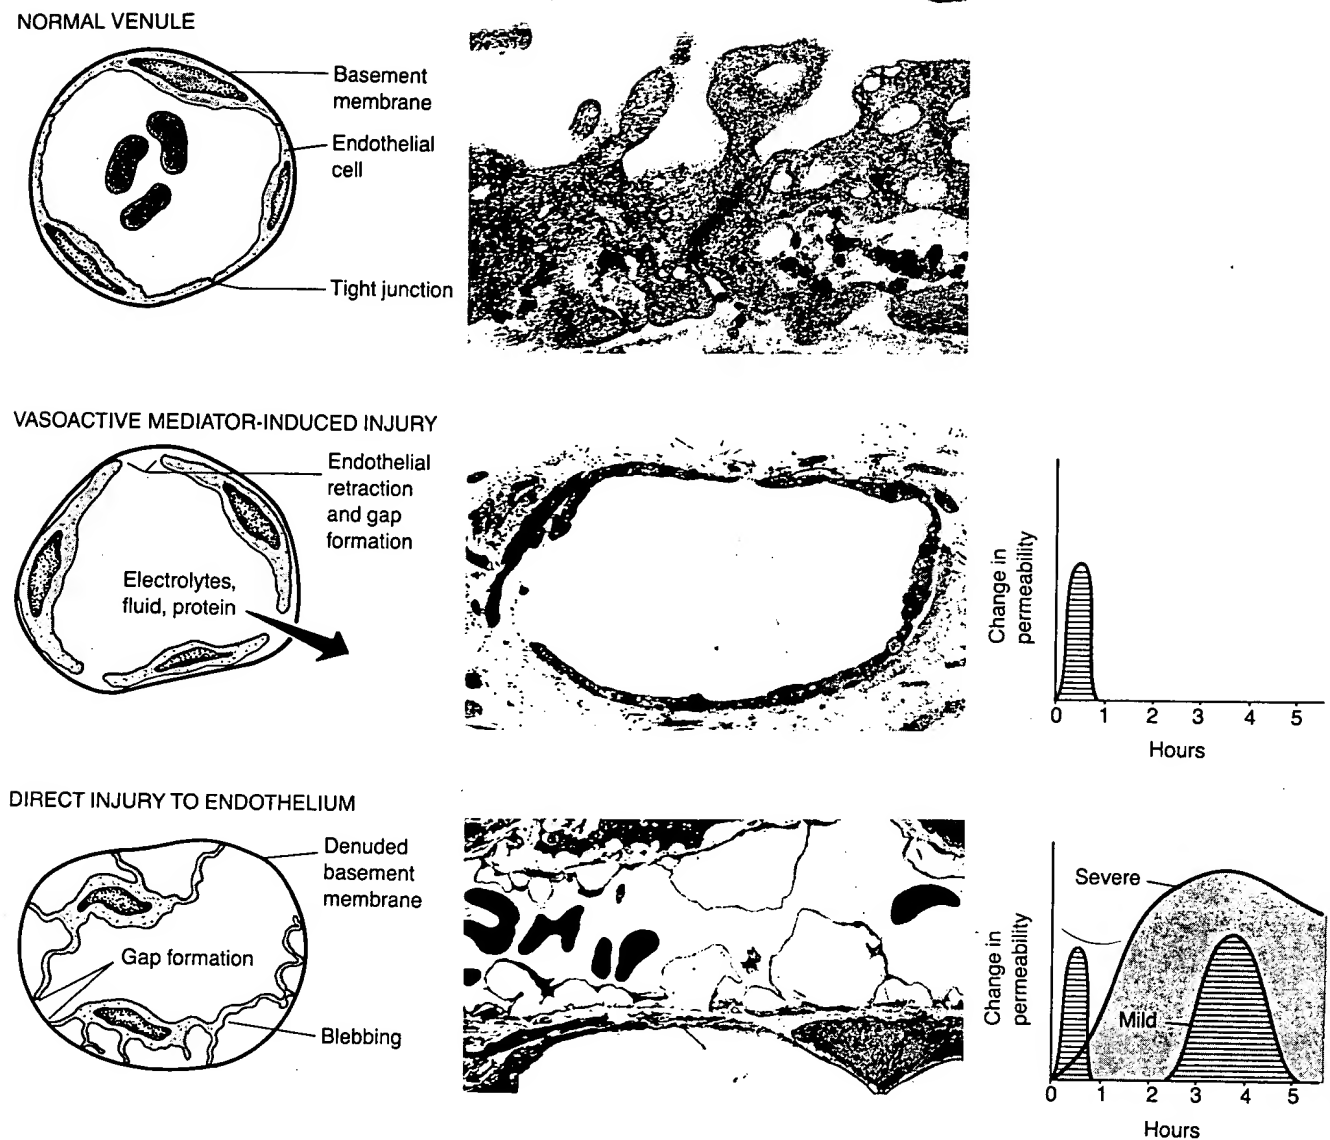 NORMAL VENULE
Basement
membrane
Endothelial
cell
Tight junction
VASOACTIVE MEDIATOR-INDUCED INJURY
Endothelial
retraction
and gap
formation
Electrolytes,
fluid, protein
Change in
permeability
0 1 2 3 4 5
Hours
DIRECT INJURY TO ENDOTHELIUM
Denuded
basement
membrane
Gap formation
Blebbing
Change in
permeability
Severe
Mild
0 1 2 3 4 5
Hours